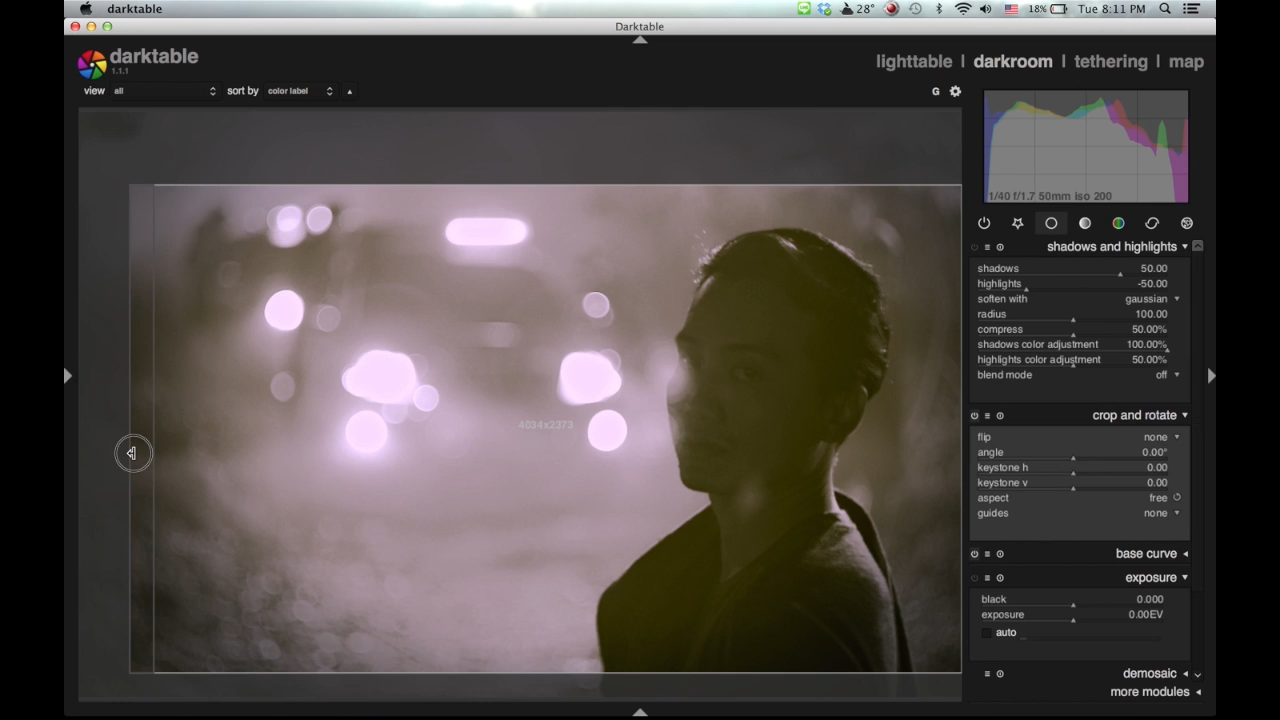 darktable 28° 18% Tue 8:11 PM
Darktable
darktable
1.1.1
lighttable | darkroom | tethering | map
view all sort by color label ▲ G
1/40 f/1.7 50mm iso 200
shadows and highlights
shadows 50.00
highlights -50.00
soften with gaussian
radius 100.00
compress 50.00%
shadows color adjustment 100.00%
highlights color adjustment 50.00%
blend mode off
crop and rotate
flip none
angle 0.00°
keystone h 0.00
keystone v 0.00
aspect free
guides none
4034x2373
base curve
exposure
black 0.000
exposure 0.00EV
auto
demosaic
more modules